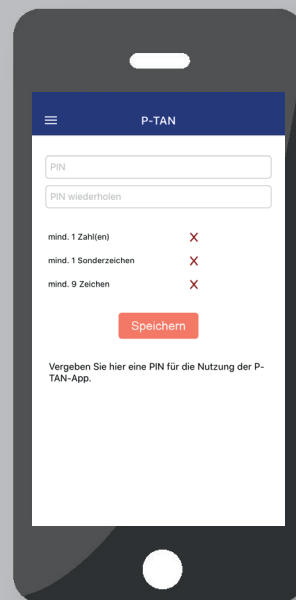 P-TAN
PIN
PIN wiederholen
mind. 1 Zahl(en) X
mind. 1 Sonderzeichen X
mind. 9 Zeichen X
Speichern
Vergeben Sie hier eine PIN für die Nutzung der P-
TAN-App.